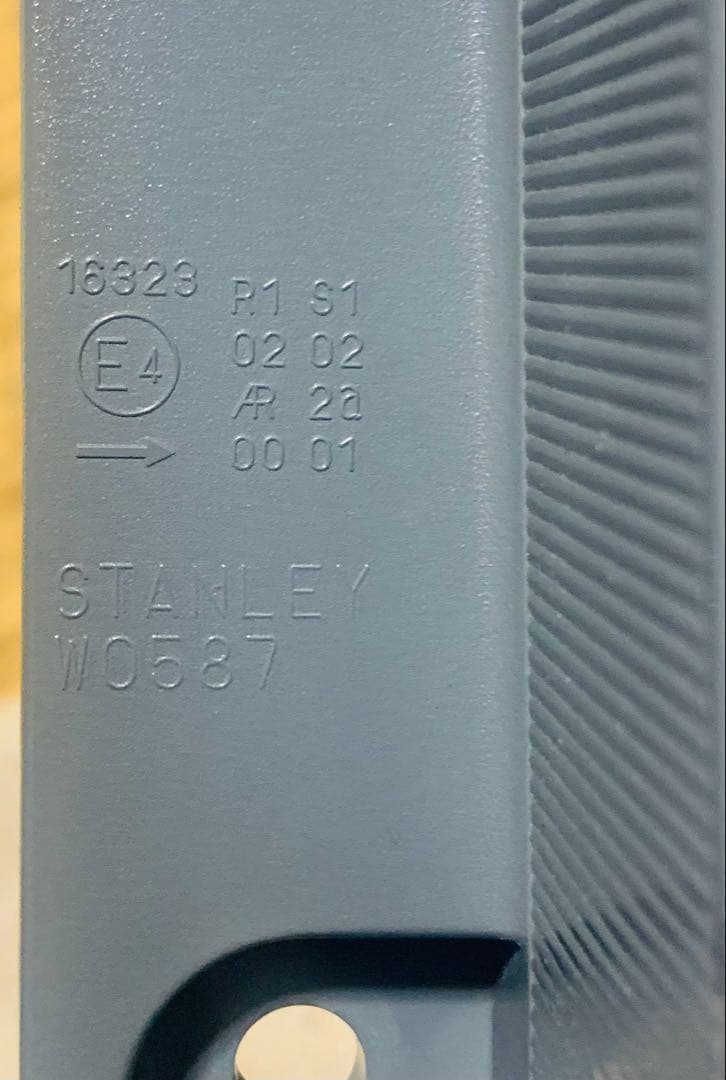 16323
R1 S1
E4
02 02
AR 2a
→ 00 01
STANLEY
W0587